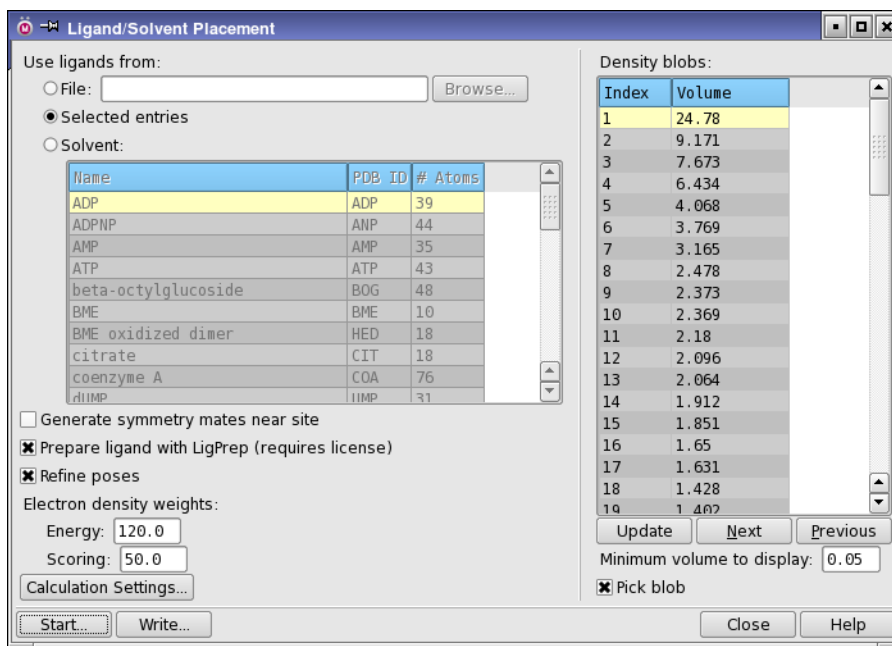 Ligand/Solvent Placement
Use ligands from:
File:
Browse...
Selected entries
Solvent:
Name PDB ID # Atoms
ADP ADP 39
ADPNP ANP 44
AMP AMP 35
ATP ATP 43
beta-octylglucoside BOG 48
BME BME 10
BME oxidized dimer HED 18
citrate CIT 18
coenzyme A COA 76
dUMP UMP 31
Generate symmetry mates near site
Prepare ligand with LigPrep (requires license)
Refine poses
Electron density weights:
Energy: 120.0
Scoring: 50.0
Calculation Settings...
Density blobs:
Index Volume
1 24.78
2 9.171
3 7.673
4 6.434
5 4.068
6 3.769
7 3.165
8 2.478
9 2.373
10 2.369
11 2.18
12 2.096
13 2.064
14 1.912
15 1.851
16 1.65
17 1.631
18 1.428
19 1.402
Update Next Previous
Minimum volume to display: 0.05
Pick blob
Start... Write... Close Help